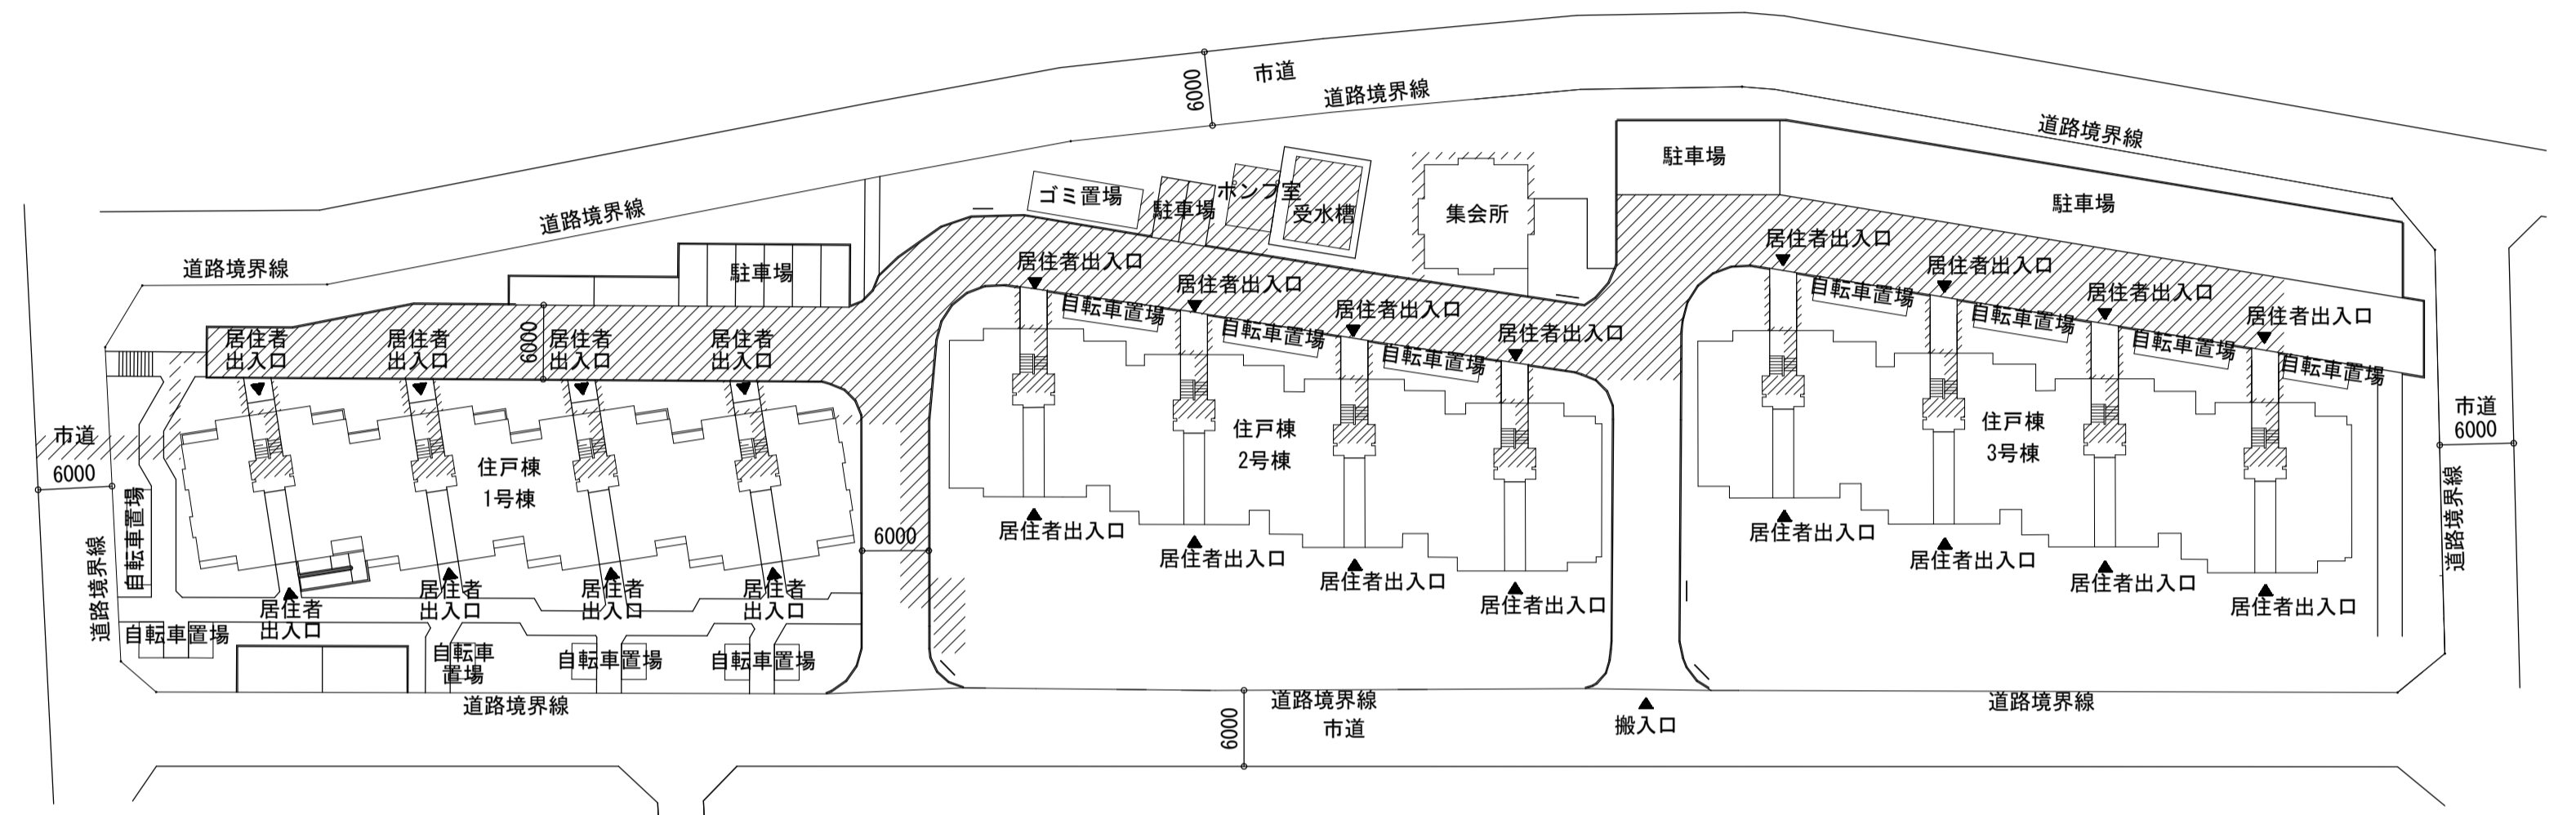 市道
6000
道路境界線
道路境界線
道路境界線
道路境界線
駐車場
駐車場
ゴミ置場
駐車場
ポンプ室
受水槽
集会所
駐車場
6000
居住者
出入口
居住者
出入口
居住者
出入口
居住者
出入口
居住者出入口
居住者出入口
居住者出入口
居住者出入口
居住者出入口
居住者出入口
居住者出入口
居住者出入口
自転車置場
自転車置場
自転車置場
自転車置場
自転車置場
自転車置場
自転車置場
市道
6000
住戸棟
1号棟
住戸棟
2号棟
住戸棟
3号棟
市道
6000
6000
自転車置場
道路境界線
道路境界線
居住者出入口
居住者出入口
居住者出入口
居住者出入口
居住者出入口
居住者出入口
居住者出入口
居住者出入口
居住者
出入口
居住者
出入口
居住者
出入口
居住者
出入口
自転車置場
自転車
置場
自転車置場
自転車置場
道路境界線
道路境界線
市道
6000
搬入口
道路境界線